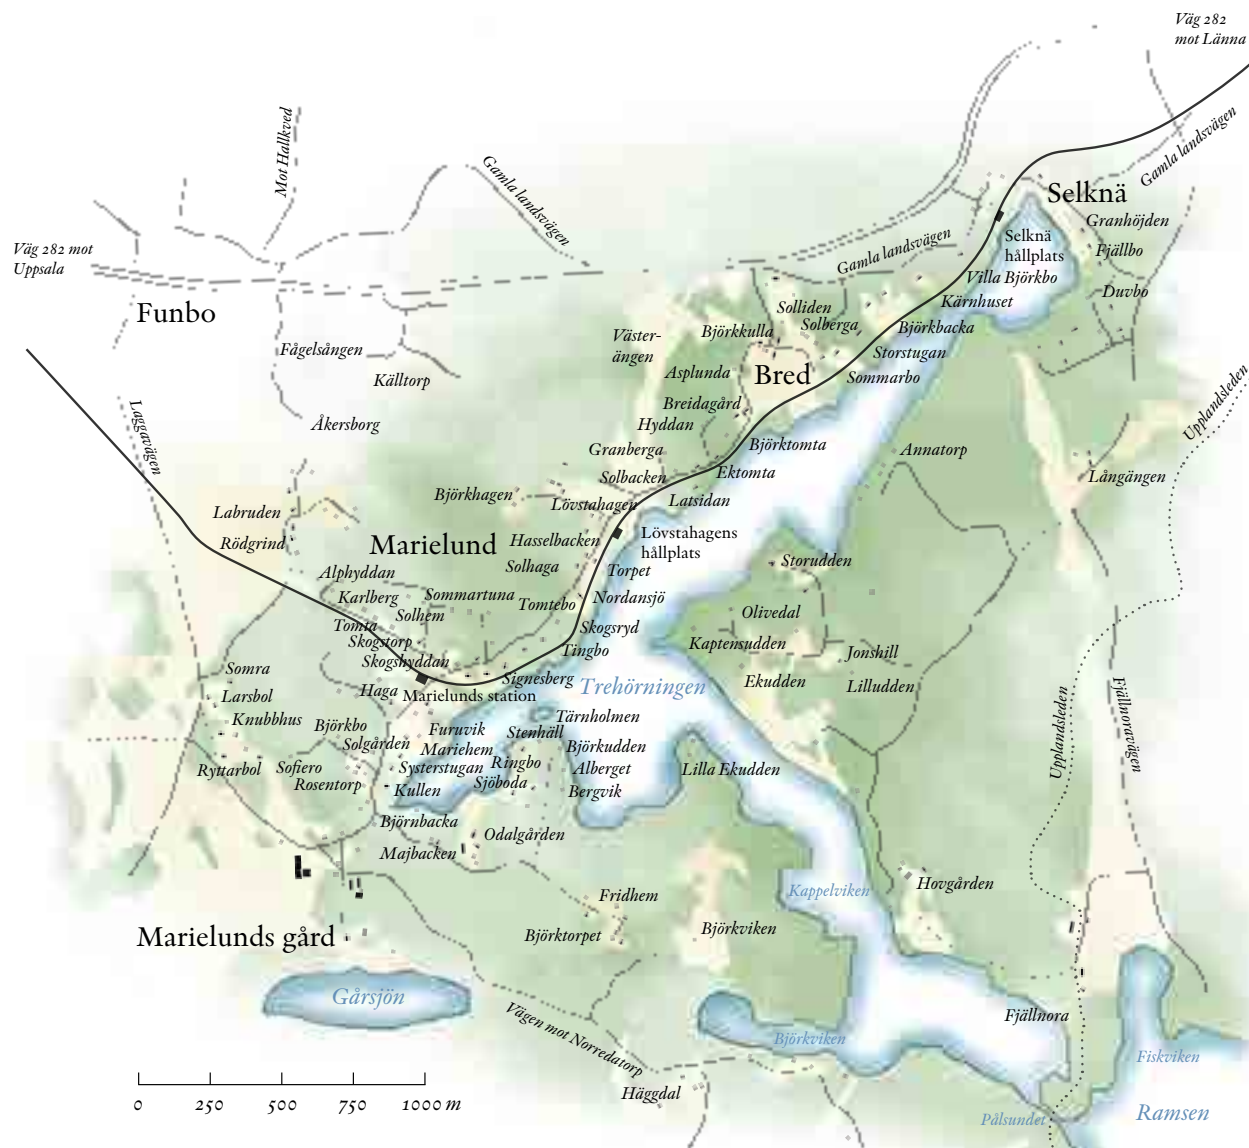 Väg 282
mot Länna
Mot Hallkved
Gamla landsvägen
Gamla landsvägen
Selknä
Granhöjden
Väg 282 mot
Uppsala
Gamla landsvägen
Selknä
hållplats
Fjällbo
Villa Björkbo
Duvbo
Kärnhuset
Funbo
Solliden
Solberga
Björkkulla
Björkbacka
Väster-
ängen
Fågelsången
Storstugan
Källtorp
Asplunda
Bred
Sommarbo
Upplandsleden
Breidagård
Åkersborg
Hyddan
Laggavägen
Granberga
Björktomta
Annatorp
Ektomta
Solbacken
Långängen
Björkhagen
Lövstahagen
Latsidan
Labruden
Rödgrind
Marielund
Hasselbacken
Lövstahagens
hållplats
Solhaga
Torpet
Storudden
Alphyddan
Karlberg
Sommartuna
Tomtebo
Nordansjö
Solhem
Olivedal
Tomta
Skogsryd
Skogstorp
Tingbo
Kaptensudden
Jonshill
Skogshyddan
Somra
Signesberg
Trehörningen
Ekudden
Lilludden
Haga
Marielunds station
Larsbol
Knubbhus
Björkbo
Furuvik
Stenhäll
Tärnholmen
Upplandsleden
Fjällnoravägen
Solgården
Mariehem
Björkudden
Ryttarbol
Sofiero
Systerstugan
Ringbo
Alberget
Lilla Ekudden
Rosentorp
Kullen
Sjöboda
Bergvik
Björnbacka
Odalgården
Majbacken
Fridhem
Kappelviken
Hovgården
Marielunds gård
Björktorpet
Björkviken
Gårsjön
Vägen mot Norredatorp
Fjällnora
Björkviken
Fiskviken
Häggdal
0 250 500 750 1000 m
Pålsundet
Ramsen